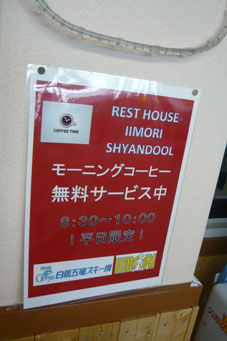 COFFEE TIME
REST HOUSE
IIMORI
SHYANDOOL
モーニングコーヒー
無料サービス中
8:30～10:00
！平日限定！
白馬五竜スキー場
IIMORI